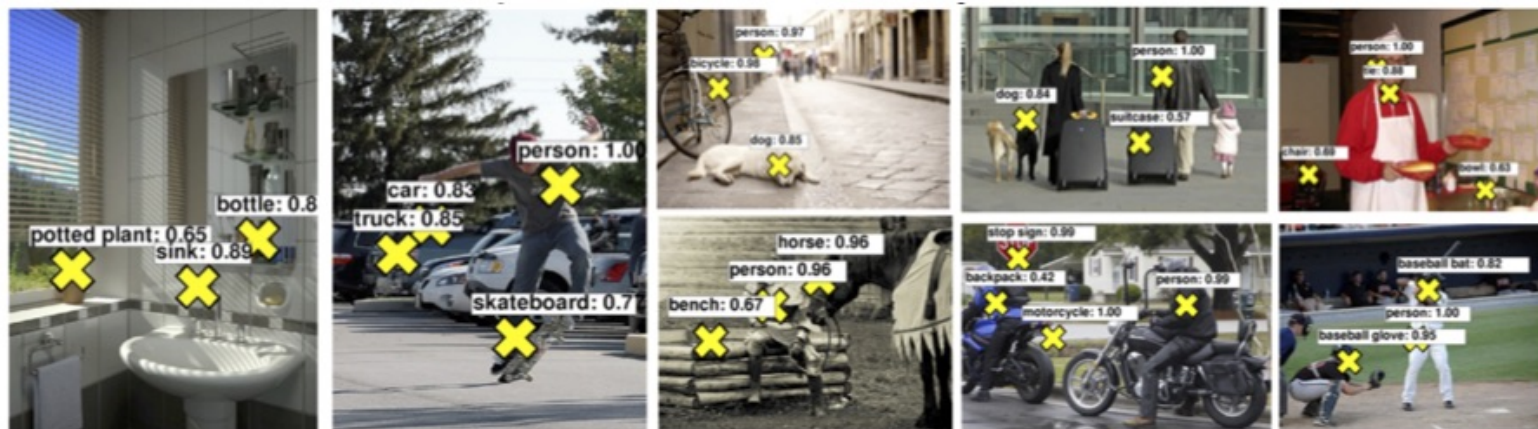 potted plant: 0.65
sink: 0.89
bottle: 0.8
person: 1.00
car: 0.83
truck: 0.85
skateboard: 0.7
person: 0.97
bicycle: 0.98
dog: 0.85
horse: 0.96
person: 0.96
bench: 0.67
person: 1.00
dog: 0.84
suitcase: 0.57
stop sign: 0.99
backpack: 0.42
person: 0.99
motorcycle: 1.00
person: 1.00
tie: 0.88
chair: 0.69
bowl: 0.63
baseball bat: 0.82
person: 1.00
baseball glove: 0.95